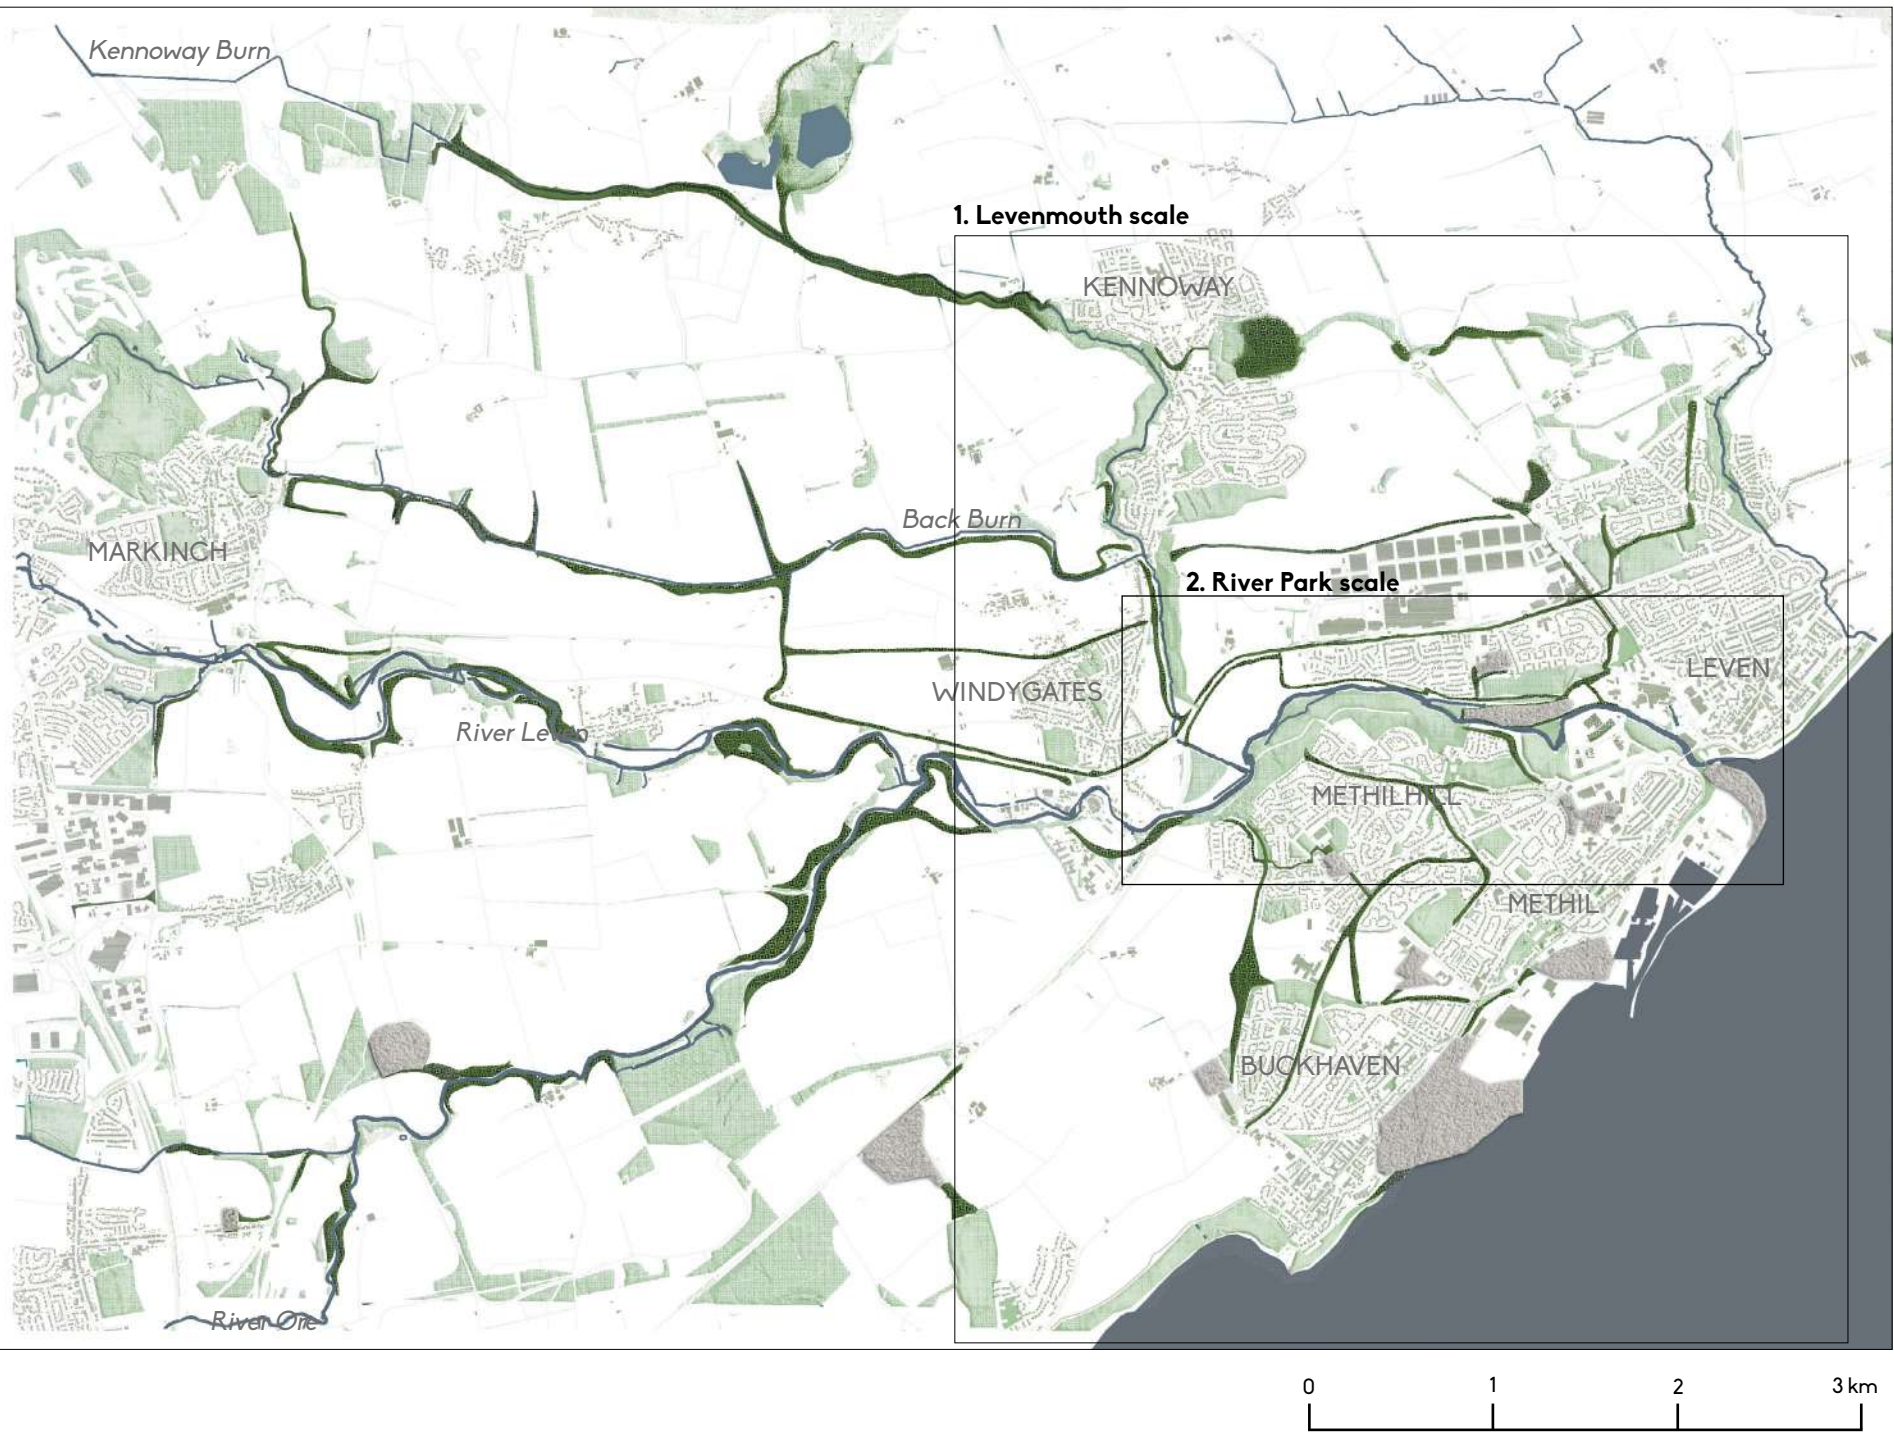 Kennoway Burn
1. Levenmouth scale
KENNOWAY
Back Burn
MARKINCH
2. River Park scale
LEVEN
WINDYGATES
River Leven
METHILHILL
METHIL
BUCKHAVEN
River Ore
0 1 2 3 km